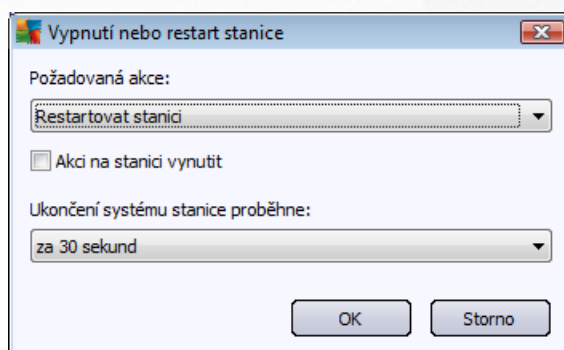 Vypnutí nebo restart stanice
Požadovaná akce:
Restartovat stanici
Akci na stanici vynutit
Ukončení systému stanice proběhne:
za 30 sekund
OK Storno